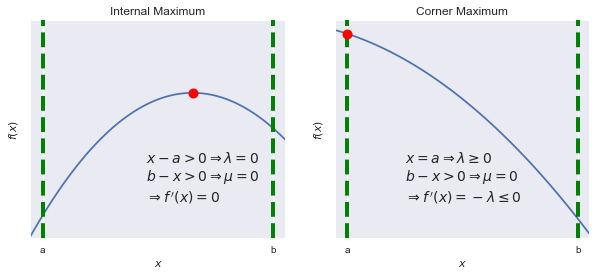 Internal Maximum
f(x)
x − a > 0 ⇒ λ = 0
b − x > 0 ⇒ μ = 0
⇒ f′(x) = 0
a
b
x
Corner Maximum
f(x)
x = a ⇒ λ ≥ 0
b − x > 0 ⇒ μ = 0
⇒ f′(x) = −λ ≤ 0
a
b
x